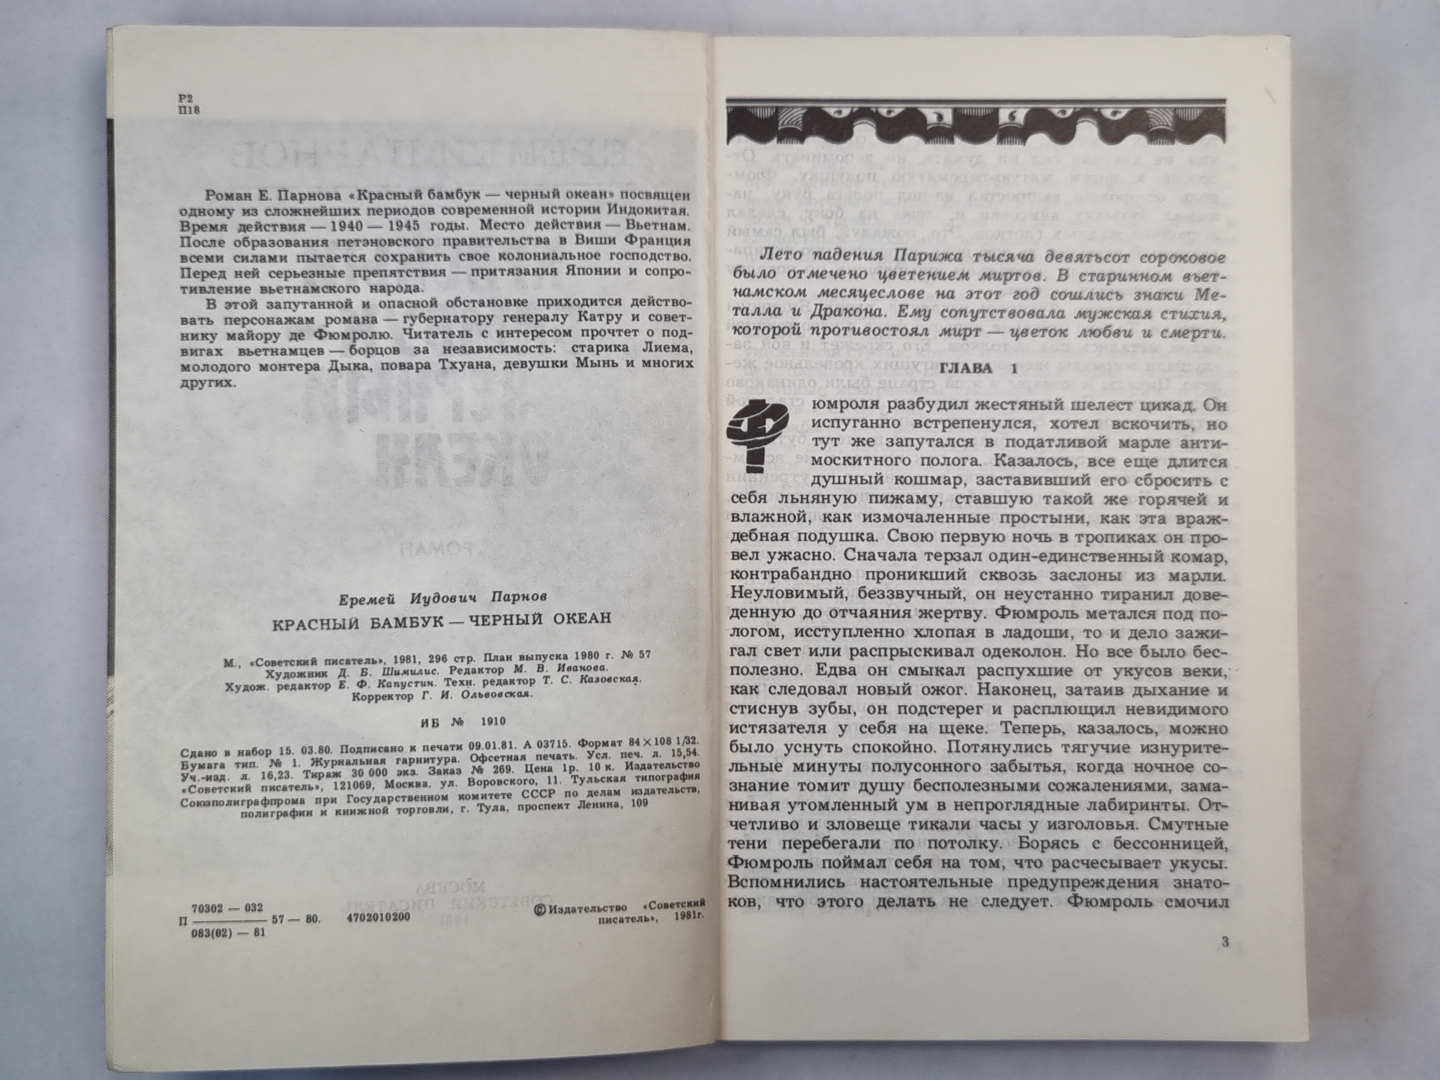 Р2
П18
Роман Е. Парнова «Красный бамбук — черный океан» посвящен
одному из сложнейших периодов современной истории Индокитая.
Время действия — 1940 — 1945 годы. Место действия — Вьетнам.
После образования петэновского правительства в Виши Франция
всеми силами пытается сохранить свое колониальное господство.
Перед ней серьезные препятствия — притязания Японии и сопро-
тивление вьетнамского народа.
В этой запутанной и опасной обстановке приходится действо-
вать персонажам романа — губернатору генералу Катру и совет-
нику майору де Фюмролю. Читатель с интересом прочтет о под-
вигах вьетнамцев — борцов за независимость: старика Лиема,
молодого монтера Дыка, повара Тхуана, девушки Мынь и многих
других.
Еремей Иудович Парнов
КРАСНЫЙ БАМБУК — ЧЕРНЫЙ ОКЕАН
М., «Советский писатель», 1981, 296 стр. План выпуска 1980 г. № 57
Художник Д. Б. Шимилис. Редактор М. В. Иванова.
Худож. редактор Е. Ф. Капустин. Техн. редактор Т. С. Казовская.
Корректор Г. И. Ольвовская.
ИБ № 1910
Сдано в набор 15. 03.80. Подписано к печати 09.01.81. А 03715. Формат 84×108 1/32.
Бумага тип. № 1. Журнальная гарнитура. Офсетная печать. Усл. печ. л. 15,54.
Уч.-изд. л. 16,23. Тираж 30 000 экз. Заказ № 269. Цена 1р. 10 к. Издательство
«Советский писатель», 121069, Москва, ул. Воровского, 11. Тульская типография
Союзполиграфпрома при Государственном комитете СССР по делам издательств,
полиграфии и книжной торговли, г. Тула, проспект Ленина, 109
70302 — 032
П ———— 57 — 80. 4702010200
083(02) — 81
©Издательство «Советский
писатель», 1981г.
Лето падения Парижа тысяча девятьсот сороковое
было отмечено цветением миртов. В старинном вьет-
намском месяцеслове на этот год сошлись знаки Ме-
талла и Дракона. Ему сопутствовала мужская стихия,
которой противостоял мирт — цветок любви и смерти.
ГЛАВА 1
Фюмроля разбудил жестяный шелест цикад. Он
испуганно встрепенулся, хотел вскочить, но
тут же запутался в податливой марле анти-
москитного полога. Казалось, все еще длится
душный кошмар, заставивший его сбросить с
себя льняную пижаму, ставшую такой же горячей и
влажной, как измочаленные простыни, как эта враж-
дебная подушка. Свою первую ночь в тропиках он про-
вел ужасно. Сначала терзал один-единственный комар,
контрабандно проникший сквозь заслоны из марли.
Неуловимый, беззвучный, он неустанно тиранил дове-
денную до отчаяния жертву. Фюмроль метался под по-
логом, исступленно хлопая в ладоши, то и дело зажи-
гал свет или распрыскивал одеколон. Но все было бес-
полезно. Едва он смыкал распухшие от укусов веки,
как следовал новый ожог. Наконец, затаив дыхание и
стиснув зубы, он подстерег и расплющил невидимого
истязателя у себя на щеке. Теперь, казалось, можно
было уснуть спокойно. Потянулись тягучие изнурите-
льные минуты полусонного забытья, когда ночное со-
знание томит душу бесполезными сожалениями, зама-
нивая утомленный ум в непроглядные лабиринты. От-
четливо и зловеще тикали часы у изголовья. Смутные
тени перебегали по потолку. Борясь с бессонницей,
Фюмроль поймал себя на том, что расчесывает укусы.
Вспомнились настоятельные предупреждения знато-
ков, что этого делать не следует. Фюмроль смочил
3